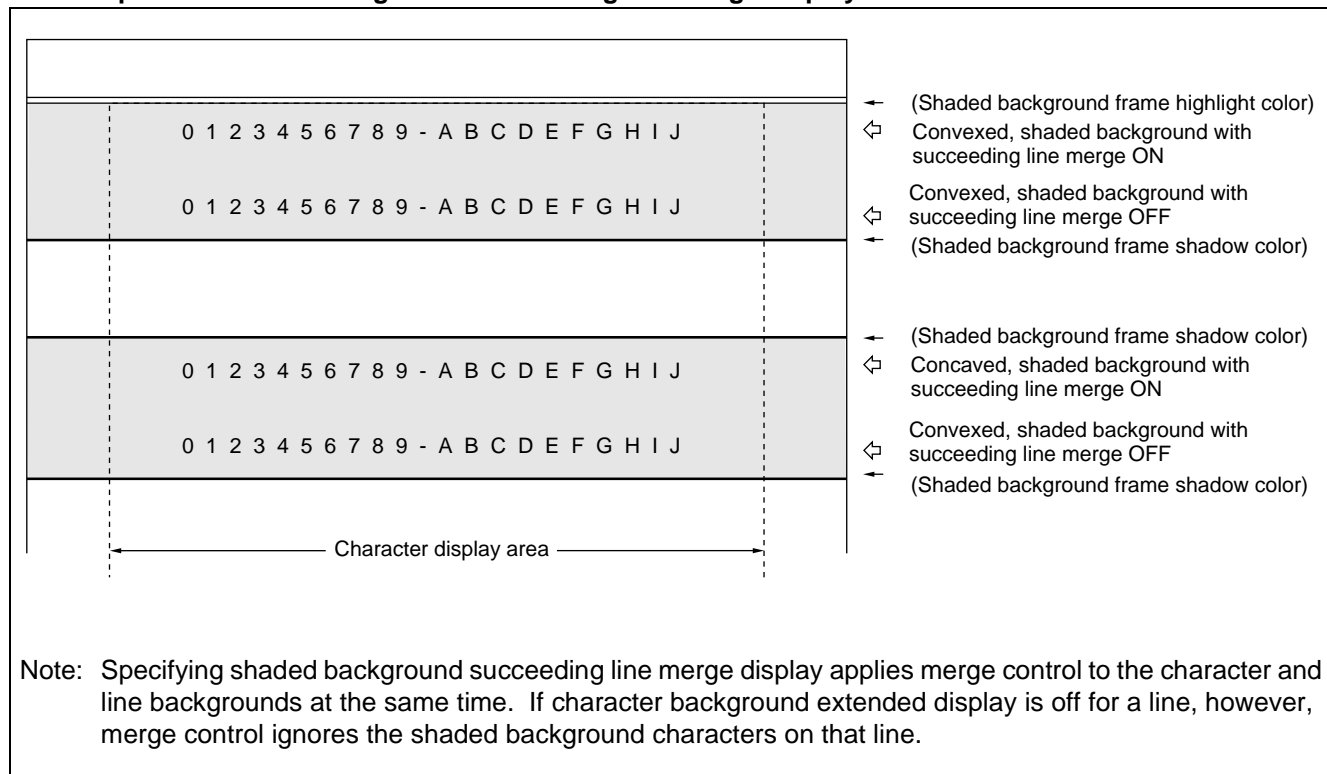 0 1 2 3 4 5 6 7 8 9 - A B C D E F G H I J
0 1 2 3 4 5 6 7 8 9 - A B C D E F G H I J
(Shaded background frame highlight color)
Convexed, shaded background with
succeeding line merge ON
Convexed, shaded background with
succeeding line merge OFF
(Shaded background frame shadow color)
0 1 2 3 4 5 6 7 8 9 - A B C D E F G H I J
0 1 2 3 4 5 6 7 8 9 - A B C D E F G H I J
(Shaded background frame shadow color)
Concaved, shaded background with
succeeding line merge ON
Convexed, shaded background with
succeeding line merge OFF
(Shaded background frame shadow color)
Character display area
Note: Specifying shaded background succeeding line merge display applies merge control to the character and
line backgrounds at the same time. If character background extended display is off for a line, however,
merge control ignores the shaded background characters on that line.